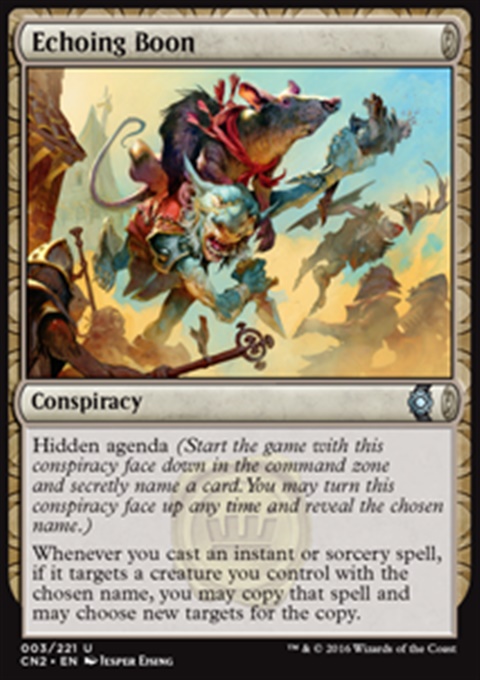 Echoing Boon
Conspiracy
Hidden agenda (Start the game with this
conspiracy face down in the command zone
and secretly name a card. You may turn this
conspiracy face up any time and reveal the chosen
name.)
Whenever you cast an instant or sorcery spell,
if it targets a creature you control with the
chosen name, you may copy that spell and
may choose new targets for the copy.
003/221 U
™ & © 2016 Wizards of the Coast
CN2 • EN Jesper Ejsing